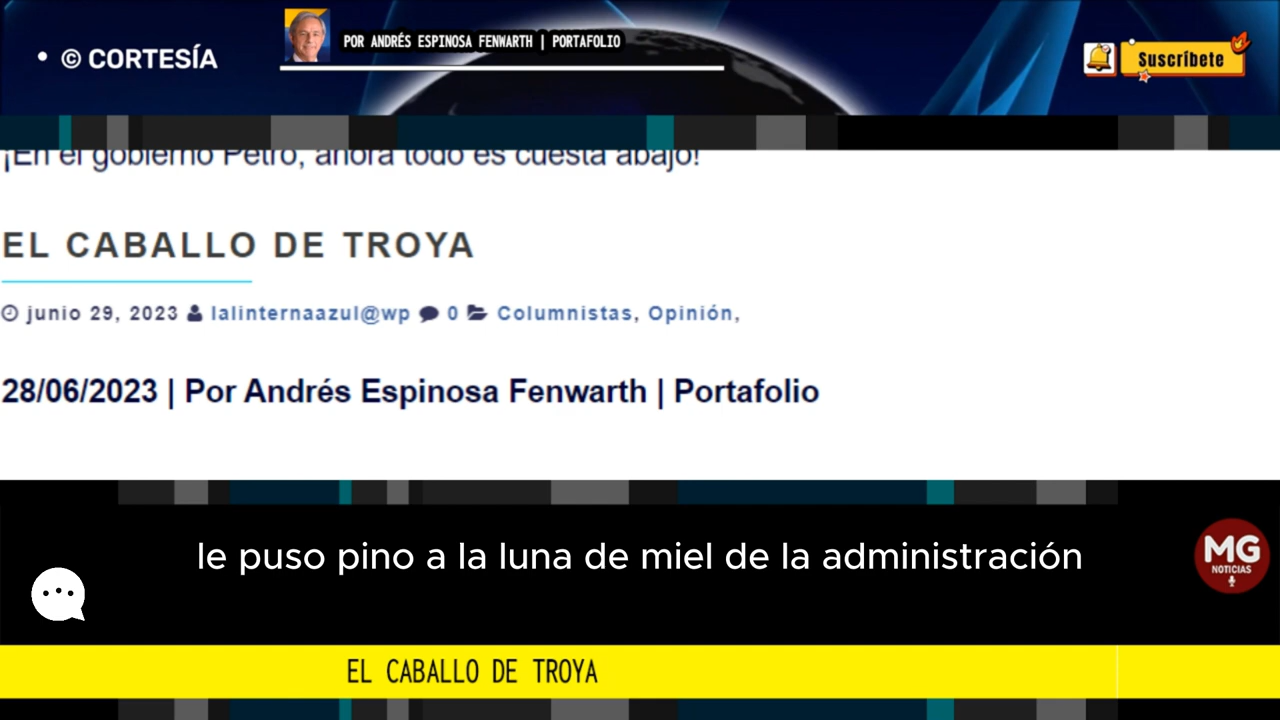 • © CORTESÍA
POR ANDRÉS ESPINOSA FENWARTH | PORTAFOLIO
Suscríbete
¡En el gobierno Petro, ahora todo es cuesta abajo!
EL CABALLO DE TROYA
junio 29, 2023 lalinternaazul@wp 0 Columnistas, Opinión,
28/06/2023 | Por Andrés Espinosa Fenwarth | Portafolio
le puso pino a la luna de miel de la administración
MG
NOTICIAS
EL CABALLO DE TROYA